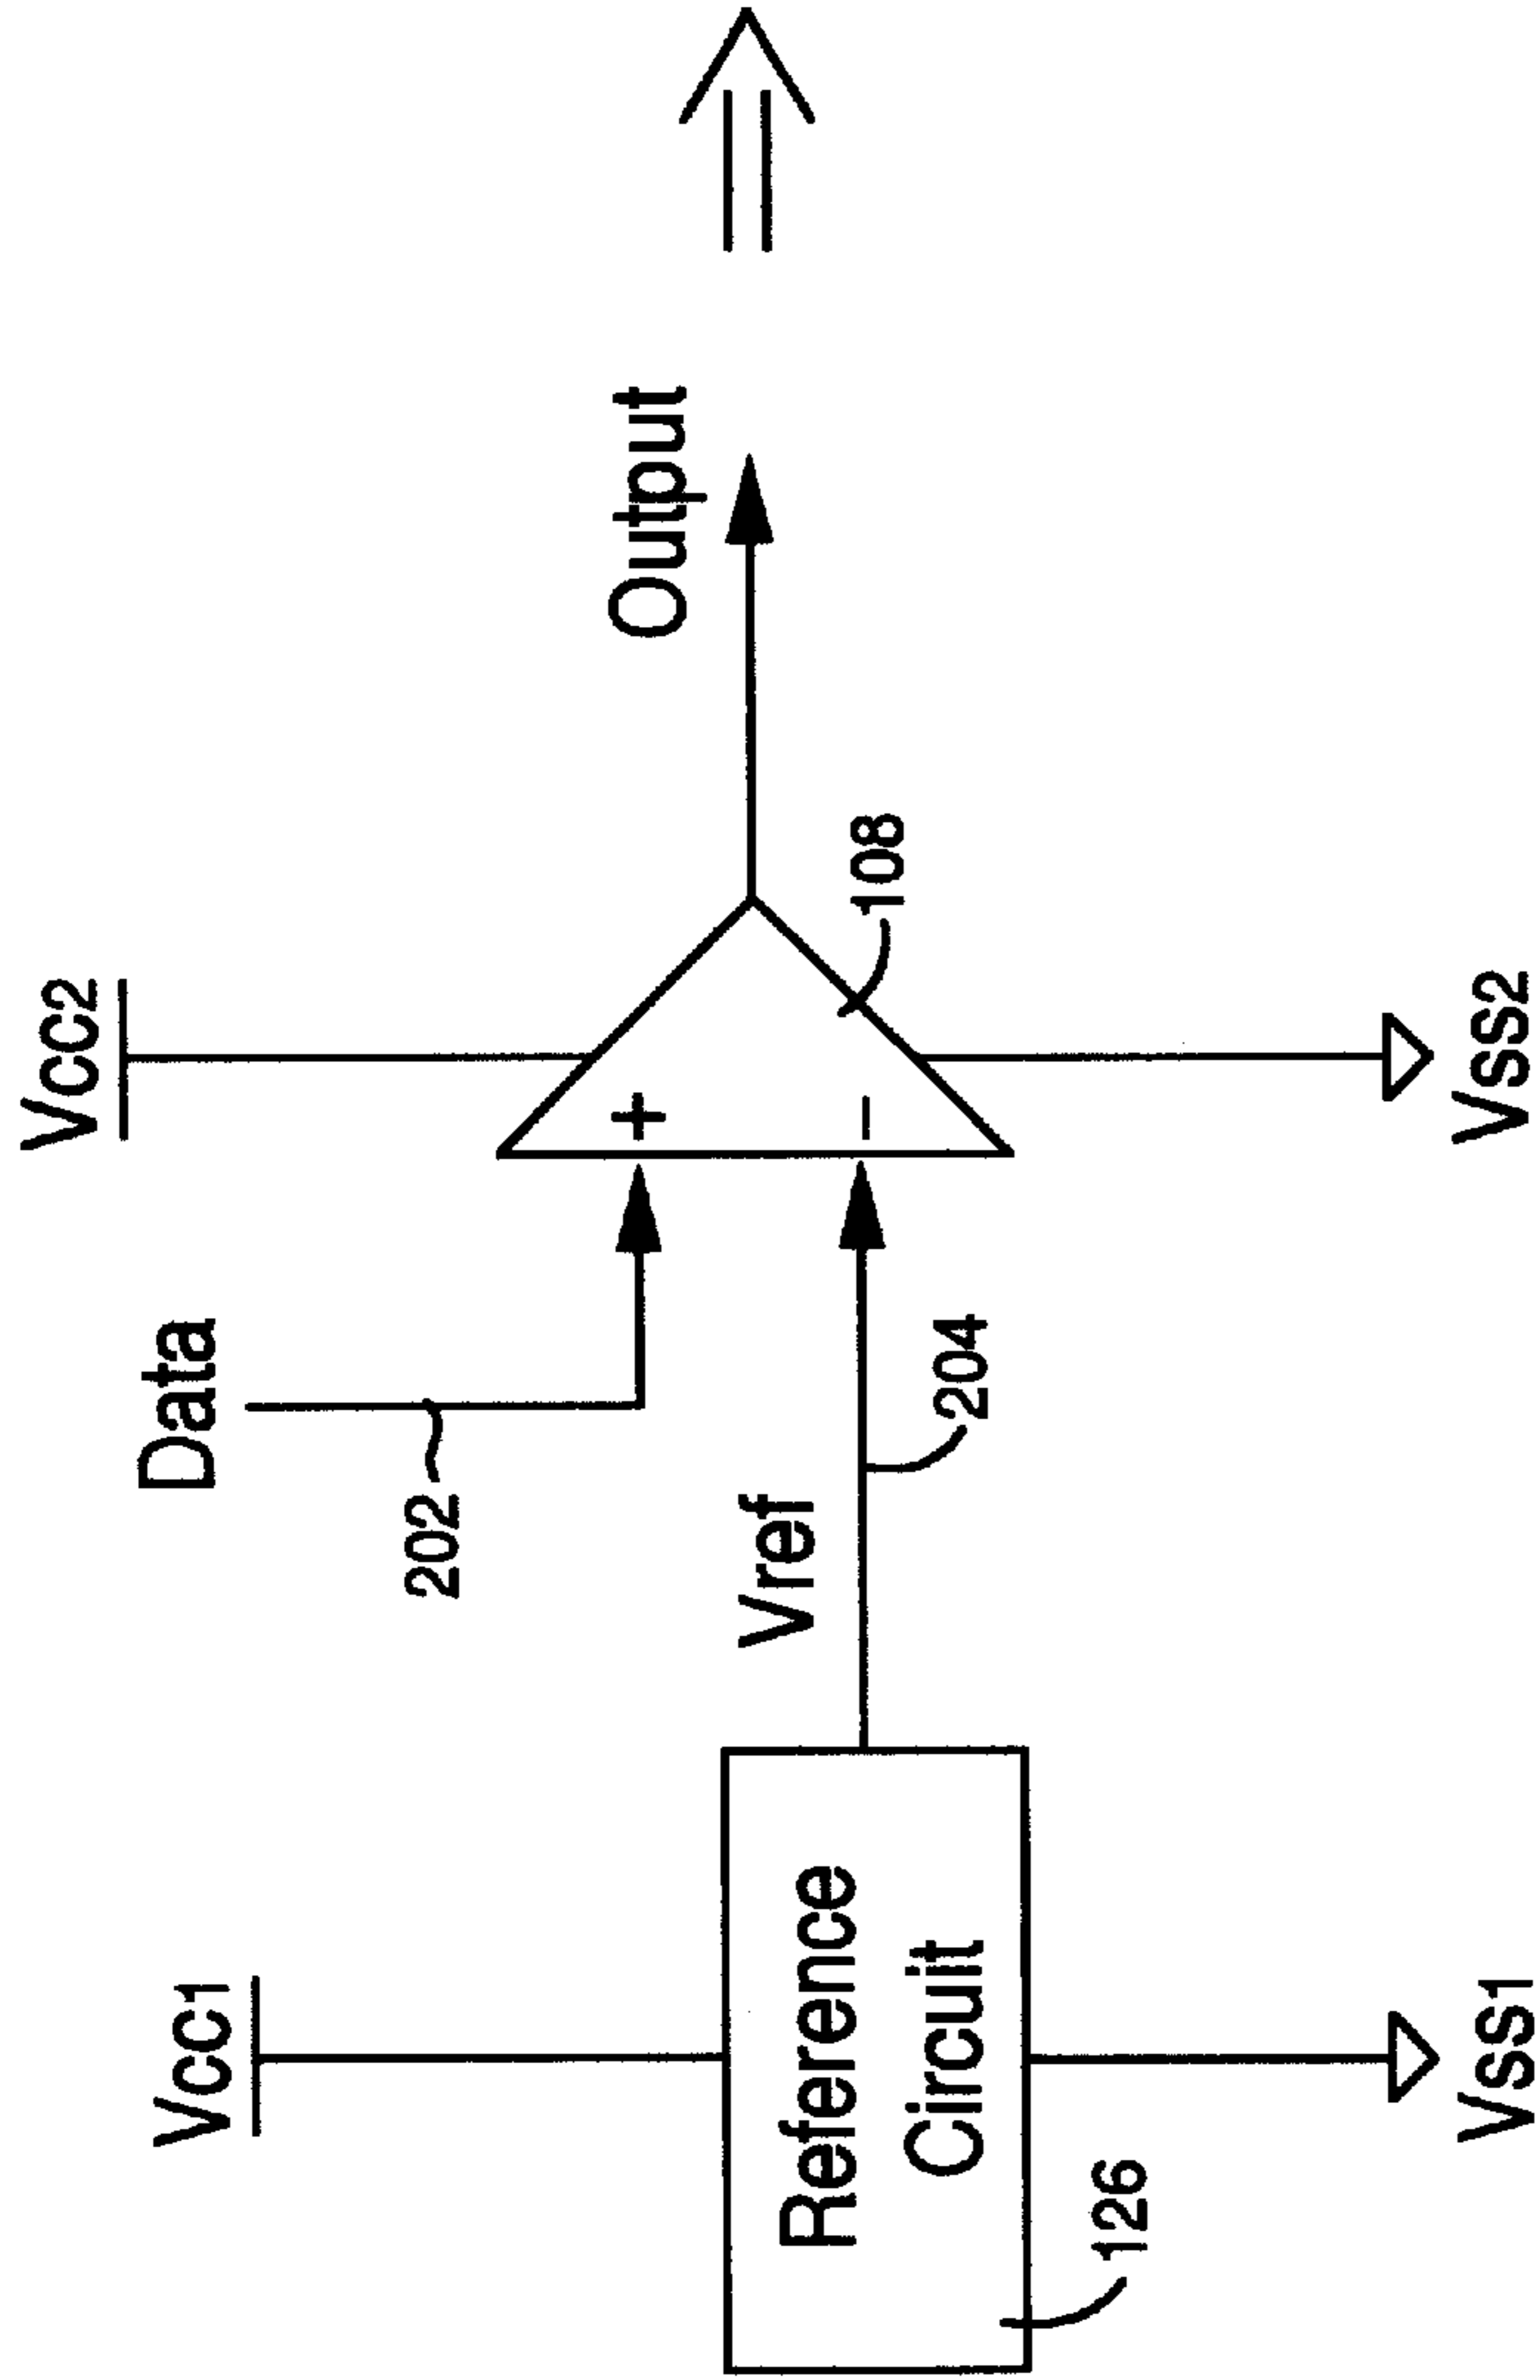 Vcc1
Vcc2
Data
202
Vref
204
+
–
Output
108
Reference
Circuit
126
Vss1
Vss2